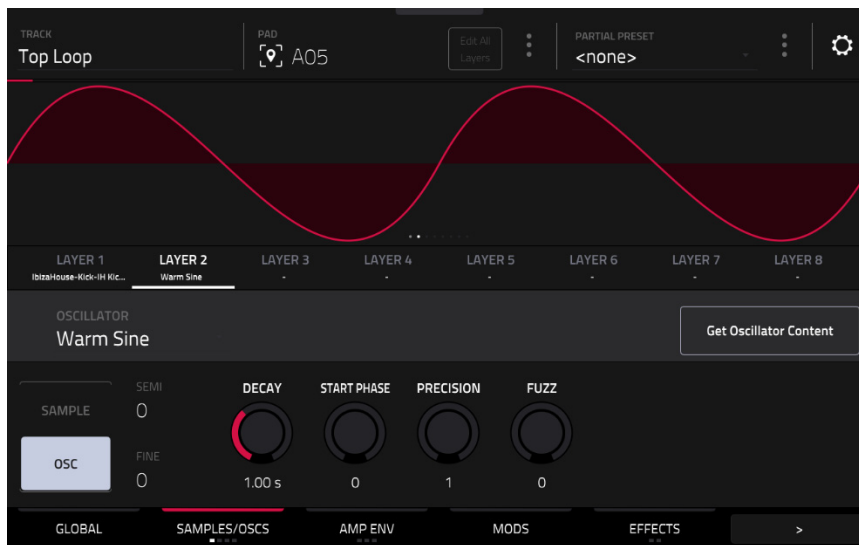 TRACK
Top Loop
PAD
A05
Edit All
Layers
PARTIAL PRESET
<none>
LAYER 1
IbizaHouse-Kick-IH Kic...
LAYER 2
Warm Sine
LAYER 3
-
LAYER 4
-
LAYER 5
-
LAYER 6
-
LAYER 7
-
LAYER 8
-
OSCILLATOR
Warm Sine
Get Oscillator Content
SAMPLE
OSC
SEMI
0
FINE
0
DECAY
1.00 s
START PHASE
0
PRECISION
1
FUZZ
0
GLOBAL
SAMPLES/OSCS
AMP ENV
MODS
EFFECTS
>